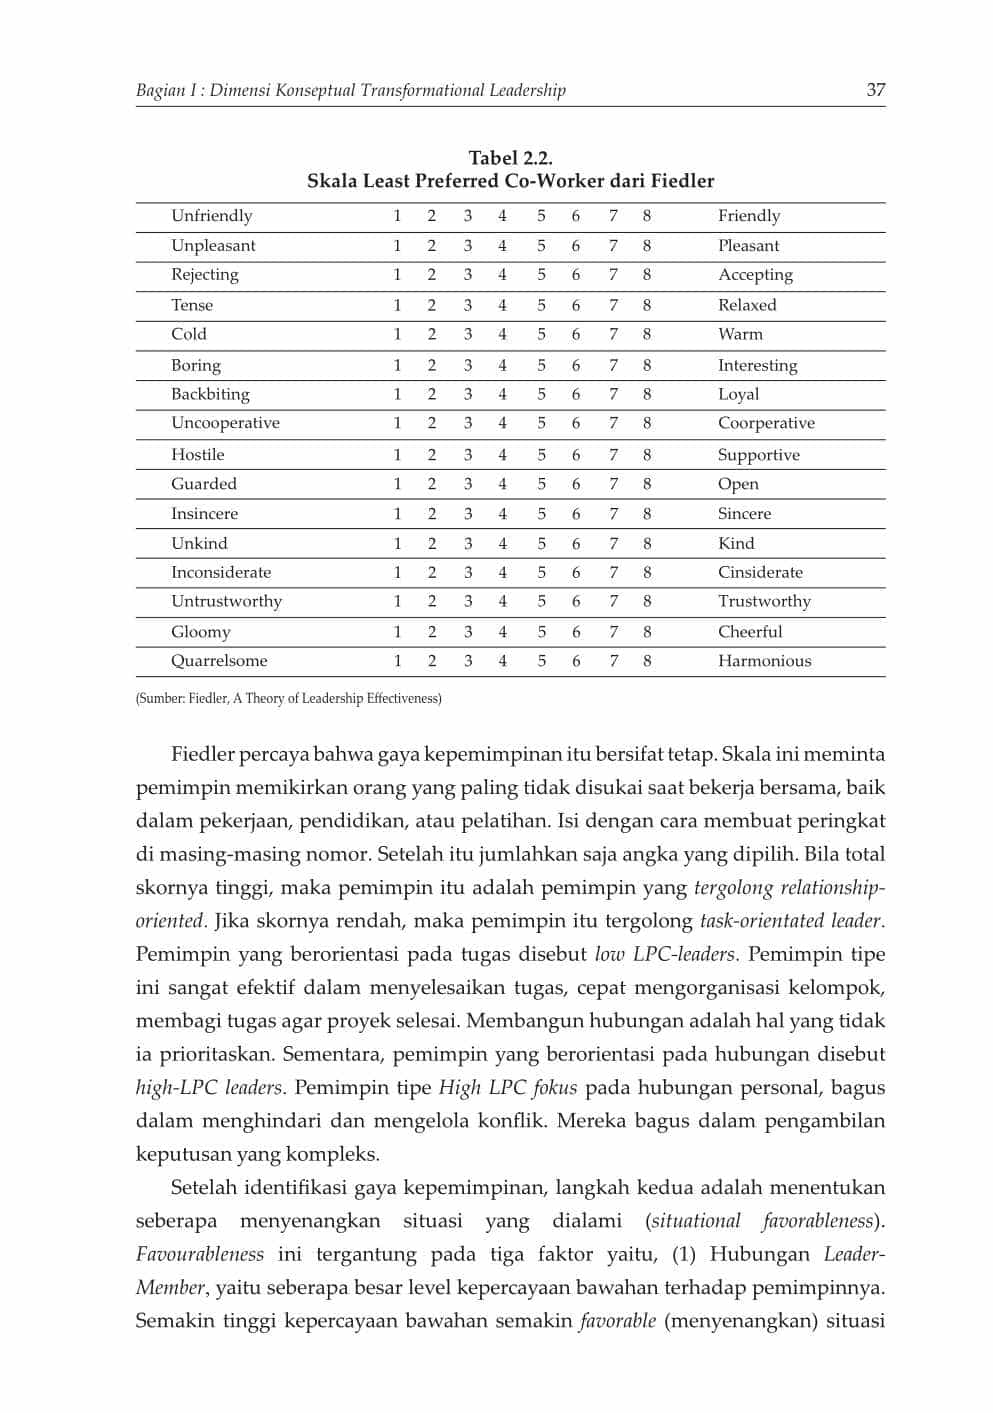 Bagian I : Dimensi Konseptual Transformational Leadership 37
Tabel 2.2.
Skala Least Preferred Co-Worker dari Fiedler
Unfriendly 1 2 3 4 5 6 7 8 Friendly
Unpleasant 1 2 3 4 5 6 7 8 Pleasant
Rejecting 1 2 3 4 5 6 7 8 Accepting
Tense 1 2 3 4 5 6 7 8 Relaxed
Cold 1 2 3 4 5 6 7 8 Warm
Boring 1 2 3 4 5 6 7 8 Interesting
Backbiting 1 2 3 4 5 6 7 8 Loyal
Uncooperative 1 2 3 4 5 6 7 8 Coorperative
Hostile 1 2 3 4 5 6 7 8 Supportive
Guarded 1 2 3 4 5 6 7 8 Open
Insincere 1 2 3 4 5 6 7 8 Sincere
Unkind 1 2 3 4 5 6 7 8 Kind
Inconsiderate 1 2 3 4 5 6 7 8 Cinsiderate
Untrustworthy 1 2 3 4 5 6 7 8 Trustworthy
Gloomy 1 2 3 4 5 6 7 8 Cheerful
Quarrelsome 1 2 3 4 5 6 7 8 Harmonious
(Sumber: Fiedler, A Theory of Leadership Effectiveness)
Fiedler percaya bahwa gaya kepemimpinan itu bersifat tetap. Skala ini meminta
pemimpin memikirkan orang yang paling tidak disukai saat bekerja bersama, baik
dalam pekerjaan, pendidikan, atau pelatihan. Isi dengan cara membuat peringkat
di masing-masing nomor. Setelah itu jumlahkan saja angka yang dipilih. Bila total
skornya tinggi, maka pemimpin itu adalah pemimpin yang tergolong relationship-
oriented. Jika skornya rendah, maka pemimpin itu tergolong task-orientated leader.
Pemimpin yang berorientasi pada tugas disebut low LPC-leaders. Pemimpin tipe
ini sangat efektif dalam menyelesaikan tugas, cepat mengorganisasi kelompok,
membagi tugas agar proyek selesai. Membangun hubungan adalah hal yang tidak
ia prioritaskan. Sementara, pemimpin yang berorientasi pada hubungan disebut
high-LPC leaders. Pemimpin tipe High LPC fokus pada hubungan personal, bagus
dalam menghindari dan mengelola konflik. Mereka bagus dalam pengambilan
keputusan yang kompleks.
Setelah identifikasi gaya kepemimpinan, langkah kedua adalah menentukan
seberapa menyenangkan situasi yang dialami (situational favorableness).
Favourableness ini tergantung pada tiga faktor yaitu, (1) Hubungan Leader-
Member, yaitu seberapa besar level kepercayaan bawahan terhadap pemimpinnya.
Semakin tinggi kepercayaan bawahan semakin favorable (menyenangkan) situasi